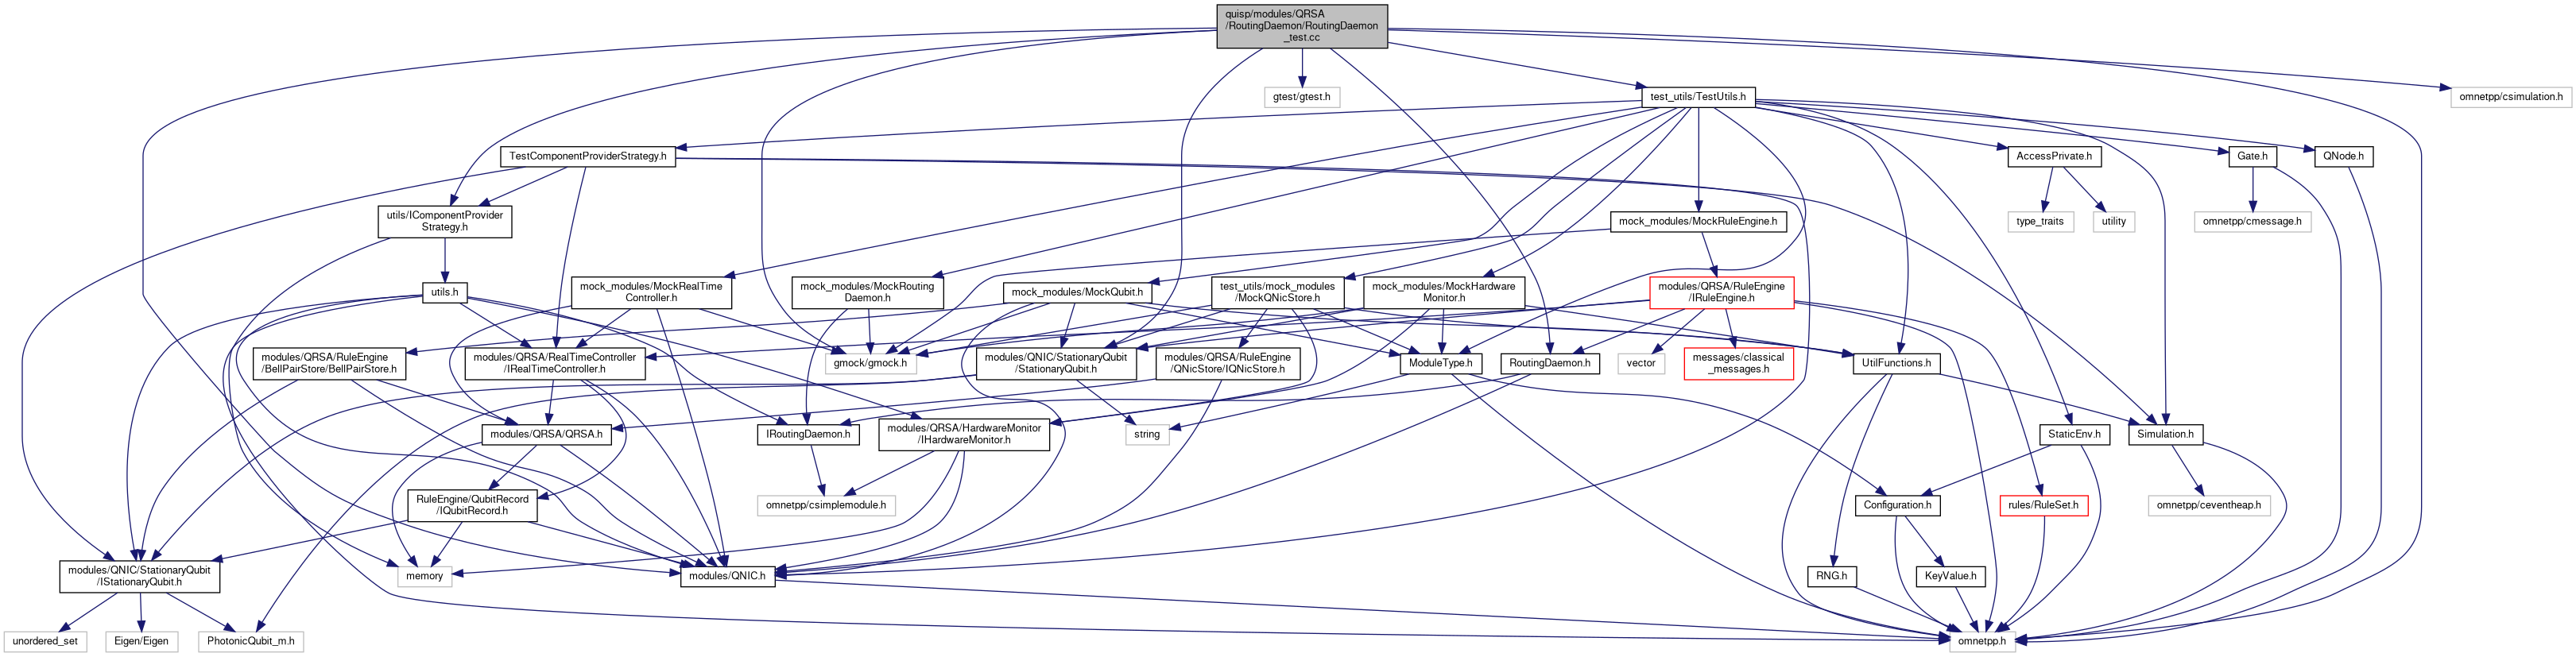 quisp/modules/QRSA
/RoutingDaemon/RoutingDaemon
_test.cc
gtest/gtest.h
test_utils/TestUtils.h
omnetpp/csimulation.h
TestComponentProviderStrategy.h
AccessPrivate.h
Gate.h
QNode.h
utils/IComponentProvider
Strategy.h
mock_modules/MockRuleEngine.h
type_traits
utility
omnetpp/cmessage.h
utils.h
mock_modules/MockRealTime
Controller.h
mock_modules/MockRouting
Daemon.h
mock_modules/MockQubit.h
test_utils/mock_modules
/MockQNicStore.h
mock_modules/MockHardware
Monitor.h
modules/QRSA/RuleEngine
/IRuleEngine.h
modules/QRSA/RuleEngine
/BellPairStore/BellPairStore.h
modules/QRSA/RealTimeController
/IRealTimeController.h
gmock/gmock.h
modules/QNIC/StationaryQubit
/StationaryQubit.h
modules/QRSA/RuleEngine
/QNicStore/IQNicStore.h
ModuleType.h
RoutingDaemon.h
vector
messages/classical
_messages.h
UtilFunctions.h
modules/QRSA/QRSA.h
IRoutingDaemon.h
modules/QRSA/HardwareMonitor
/IHardwareMonitor.h
string
StaticEnv.h
Simulation.h
RuleEngine/QubitRecord
/IQubitRecord.h
omnetpp/csimplemodule.h
Configuration.h
rules/RuleSet.h
omnetpp/ceventheap.h
modules/QNIC/StationaryQubit
/IStationaryQubit.h
memory
modules/QNIC.h
RNG.h
KeyValue.h
unordered_set
Eigen/Eigen
PhotonicQubit_m.h
omnetpp.h